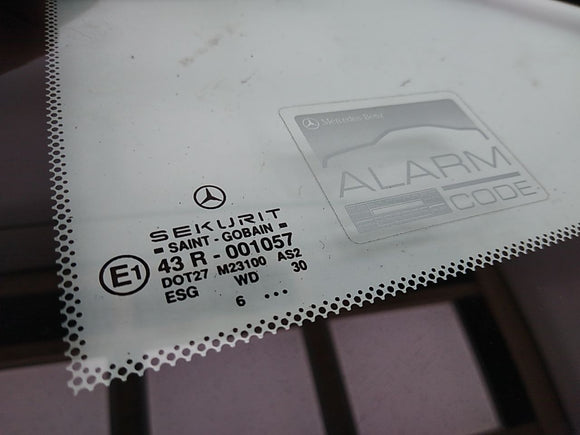 Mercedes-Benz
ALARM
CODE
SEKURIT
SAINT - GOBAIN
E1
43 R - 001057
DOT27 M23100 AS2
ESG WD 30
6 ...